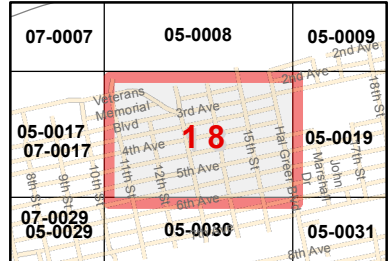 07-0007
05-0008
05-0009
2nd Ave
2nd Ave
18th St
Veterans
Memorial
Blvd
3rd Ave
05-0017
07-0017
1 8
15th St
Hal Greer Blvd
05-0019
4th Ave
5th Ave
8th St
9th St
10th St
11th St
12th St
John
Marshall
Dr
17th St
6th Ave
07-0029
05-0029
05-0030
05-0031
8th Ave